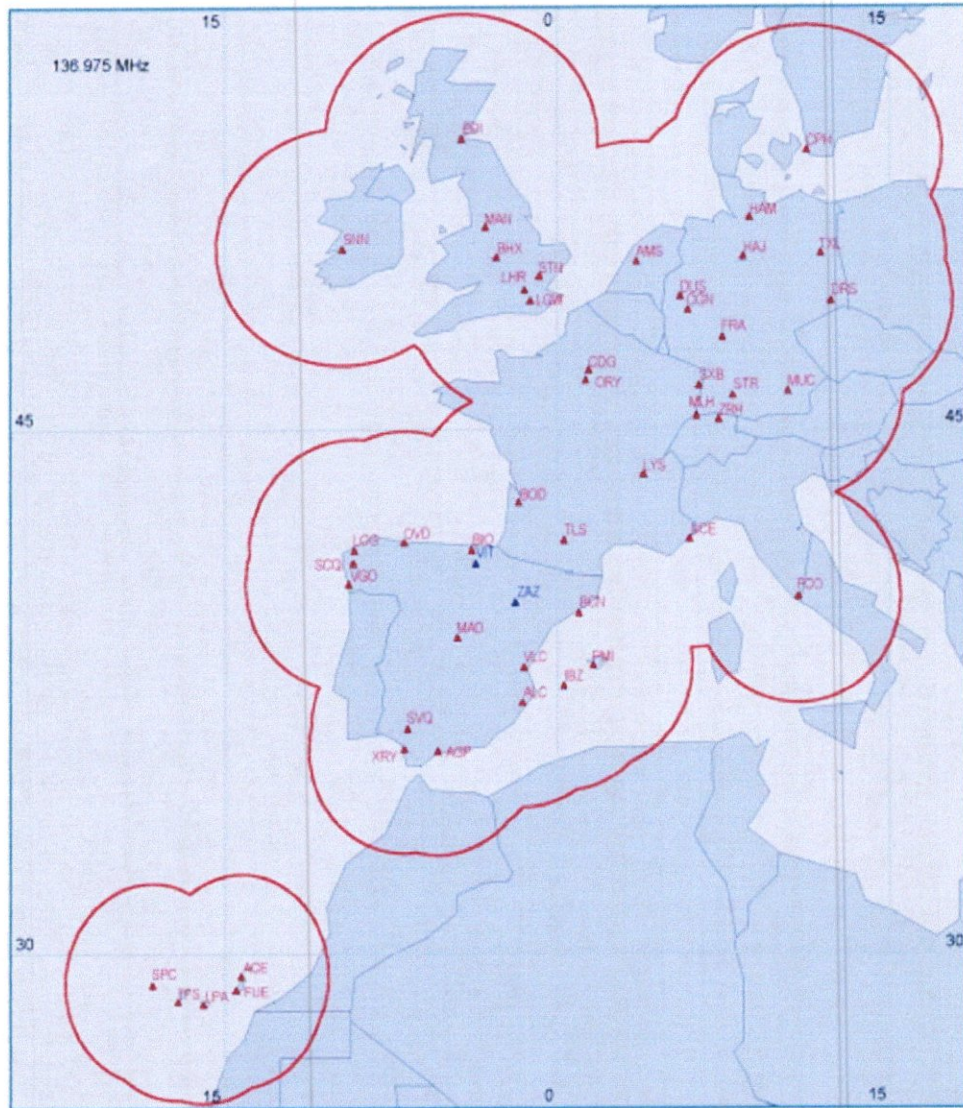 15 0 15
136.975 MHz
EDI
CPH
HAM
MAN
SNN
BHX
AMS
HAJ
TXL
STN
LHR
LGW
DUS
CGN
DRS
FRA
CDG
ORY
SXB
STR
MUC
MLH
ZRH
45 45
LYS
BOD
TLS
NCE
OVD
BIO
LCG
VIT
SCQ
VGO
ZAZ
FCO
BCN
MAD
VLC
PMI
IBZ
ALC
SVQ
XRY
AGP
30 30
ACE
SPC
FUE
TFS
LPA
15 0 15